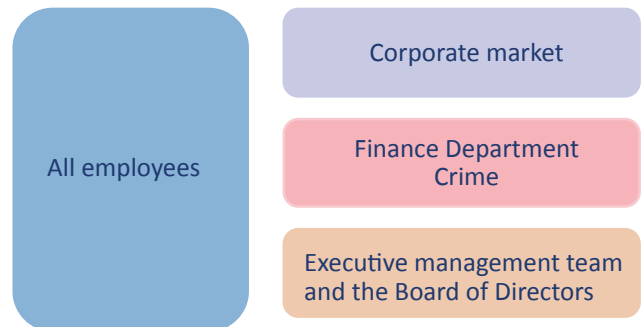 All employees
Corporate market
Finance Department
Crime
Executive management team
and the Board of Directors